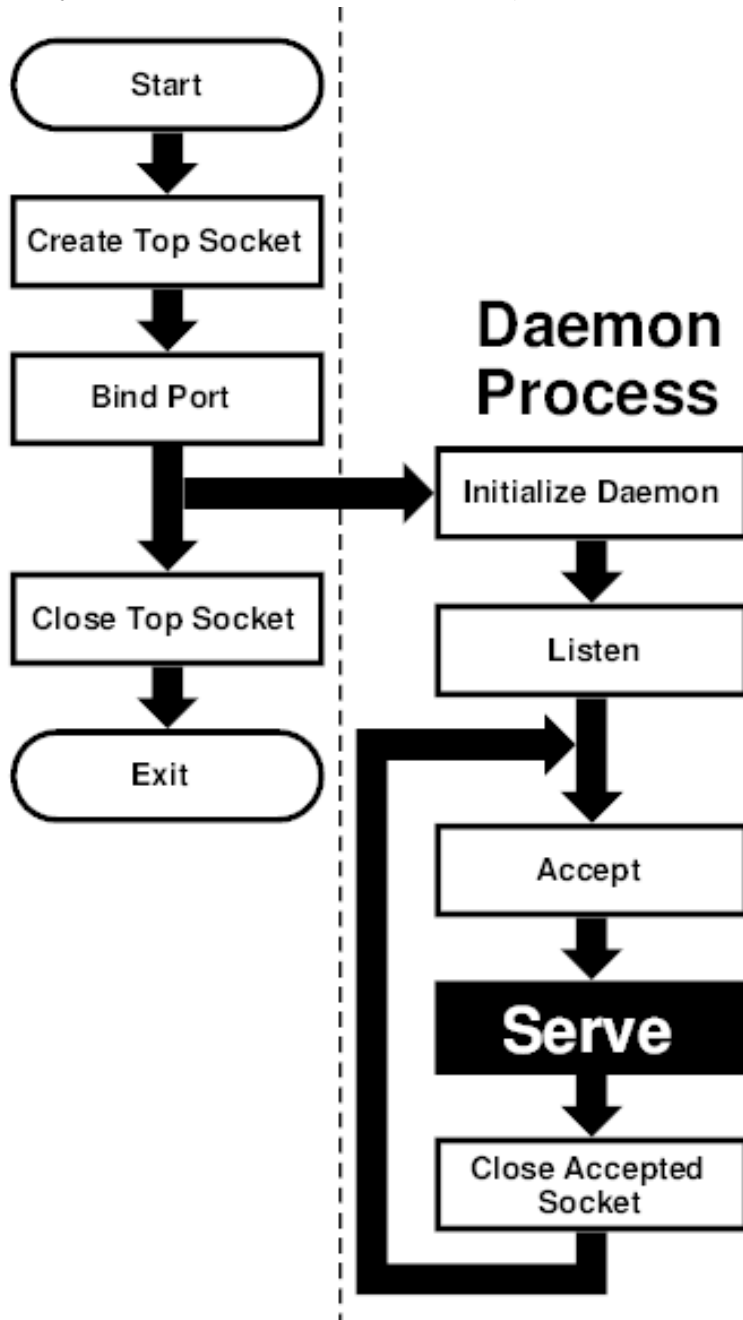 Start
Create Top Socket
Bind Port
Close Top Socket
Exit
Daemon
Process
Initialize Daemon
Listen
Accept
Serve
Close Accepted
Socket